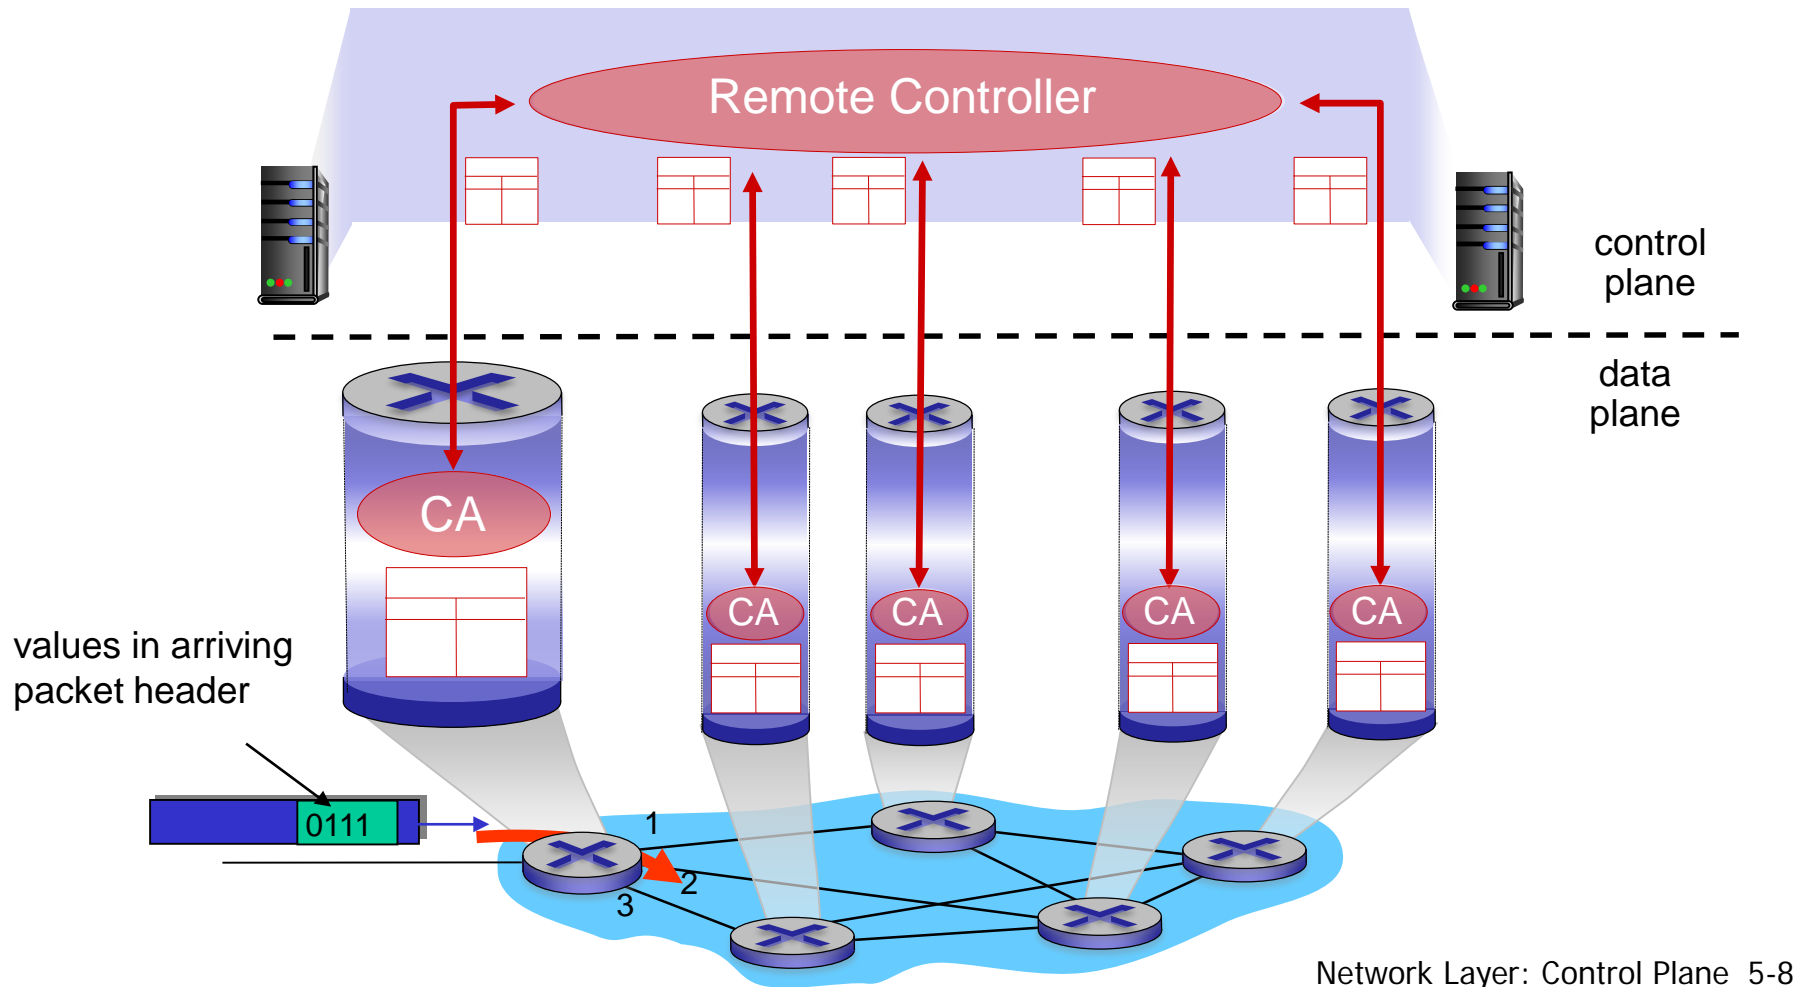 Remote Controller
control
plane
data
plane
CA
CA
CA
CA
CA
values in arriving
packet header
0111
1
2
3
Network Layer: Control Plane 5-8